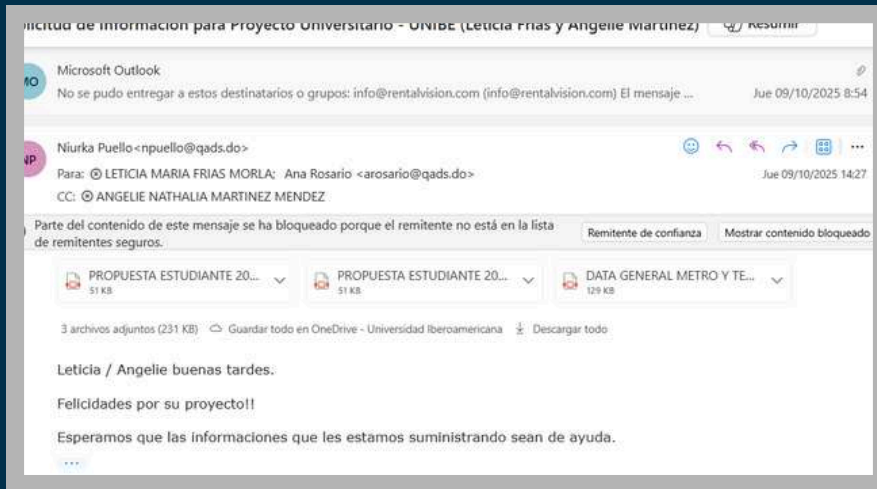 licitud de Información para Proyecto Universitario - UNIBE (Leticia Frias y Angelie Martínez) Resumir
MO
Microsoft Outlook
No se pudo entregar a estos destinatarios o grupos: info@rentalvision.com (info@rentalvision.com) El mensaje ... Jue 09/10/2025 8:54
NP
Niurka Puello<npuello@qads.do>
Para: LETICIA MARIA FRIAS MORLA; Ana Rosario <arosario@qads.do> Jue 09/10/2025 14:27
CC: ANGELIE NATHALIA MARTINEZ MENDEZ
Parte del contenido de este mensaje se ha bloqueado porque el remitente no está en la lista
de remitentes seguros. Remitente de confianza Mostrar contenido bloqueado
PROPUESTA ESTUDIANTE 20... PROPUESTA ESTUDIANTE 20... DATA GENERAL METRO Y TE...
51 KB 51 KB 129 KB
3 archivos adjuntos (231 KB) Guardar todo en OneDrive - Universidad Iberoamericana Descargar todo
Leticia / Angelie buenas tardes.
Felicidades por su proyecto!!
Esperamos que las informaciones que les estamos suministrando sean de ayuda.
...